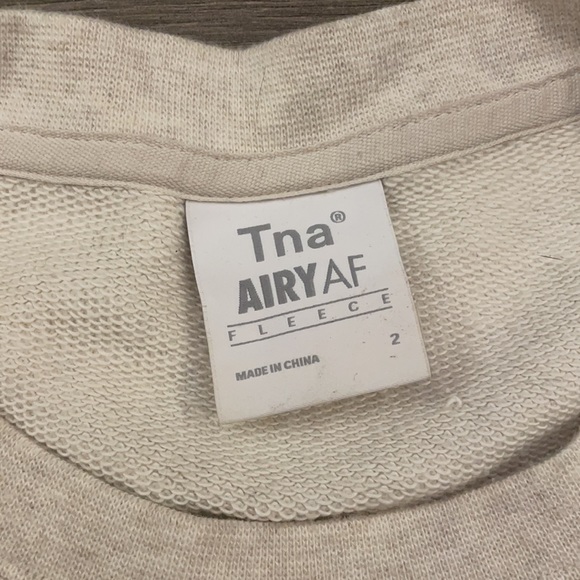 Tna®
AIRYAF
FLEECE
2
MADE IN CHINA